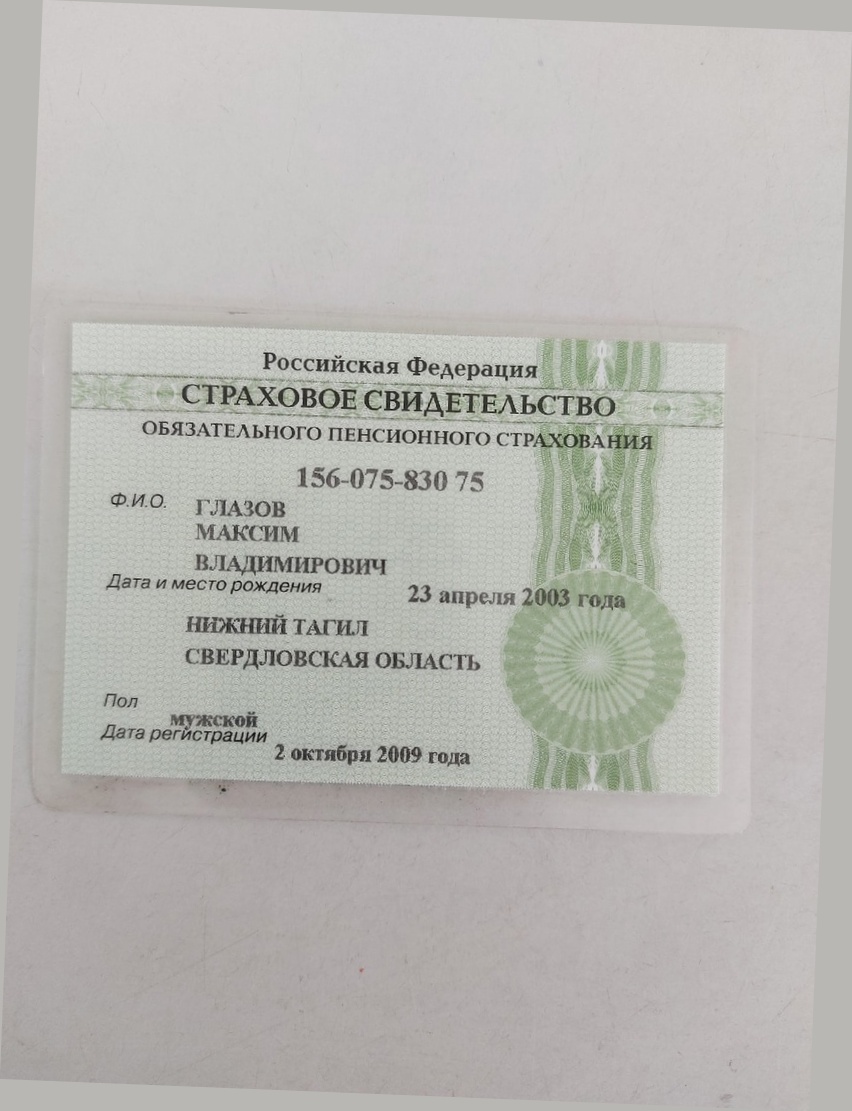 Российская Федерация
СТРАХОВОЕ СВИДЕТЕЛЬСТВО
ОБЯЗАТЕЛЬНОГО ПЕНСИОННОГО СТРАХОВАНИЯ
156-075-830 75
Ф.И.О. ГЛАЗОВ
МАКСИМ
ВЛАДИМИРОВИЧ
Дата и место рождения 23 апреля 2003 года
НИЖНИЙ ТАГИЛ
СВЕРДЛОВСКАЯ ОБЛАСТЬ
Пол мужской
Дата регистрации 2 октября 2009 года